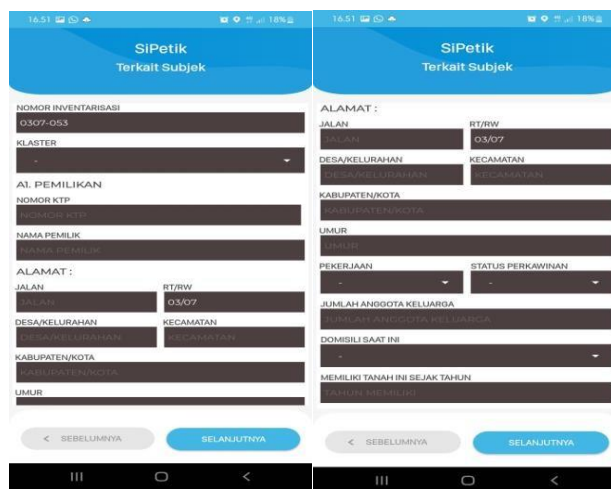 16.51 18%
SiPetik
Terkait Subjek
NOMOR INVENTARISASI
0307-053
KLASTER
-
A1. PEMILIKAN
NOMOR KTP
NOMOR KTP
NAMA PEMILIK
NAMA PEMILIK
ALAMAT :
JALAN RT/RW
JALAN 03/07
DESA/KELURAHAN KECAMATAN
DESA/KELURAHAN KECAMATAN
KABUPATEN/KOTA
KABUPATEN/KOTA
UMUR
< SEBELUMNYA SELANJUTNYA
16.51 18%
SiPetik
Terkait Subjek
ALAMAT :
JALAN RT/RW
JALAN 03/07
DESA/KELURAHAN KECAMATAN
DESA/KELURAHAN KECAMATAN
KABUPATEN/KOTA
KABUPATEN/KOTA
UMUR
UMUR
PEKERJAAN STATUS PERKAWINAN
- -
JUMLAH ANGGOTA KELUARGA
JUMLAH ANGGOTA KELUARGA
DOMISILI SAAT INI
-
MEMILIKI TANAH INI SEJAK TAHUN
TAHUN MEMILIKI
< SEBELUMNYA SELANJUTNYA